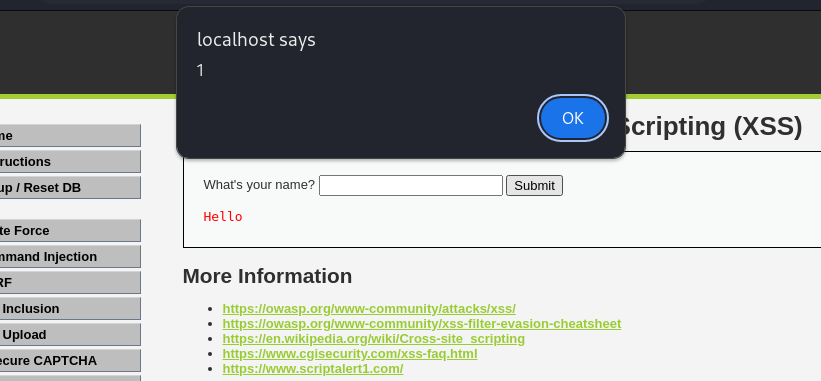 localhost says
1
OK
Scripting (XSS)
me
ructions
up / Reset DB
te Force
mmand Injection
RF
Inclusion
Upload
ecure CAPTCHA
What's your name?
Submit
Hello
More Information
https://owasp.org/www-community/attacks/xss/
https://owasp.org/www-community/xss-filter-evasion-cheatsheet
https://en.wikipedia.org/wiki/Cross-site_scripting
https://www.cgisecurity.com/xss-faq.html
https://www.scriptalert1.com/